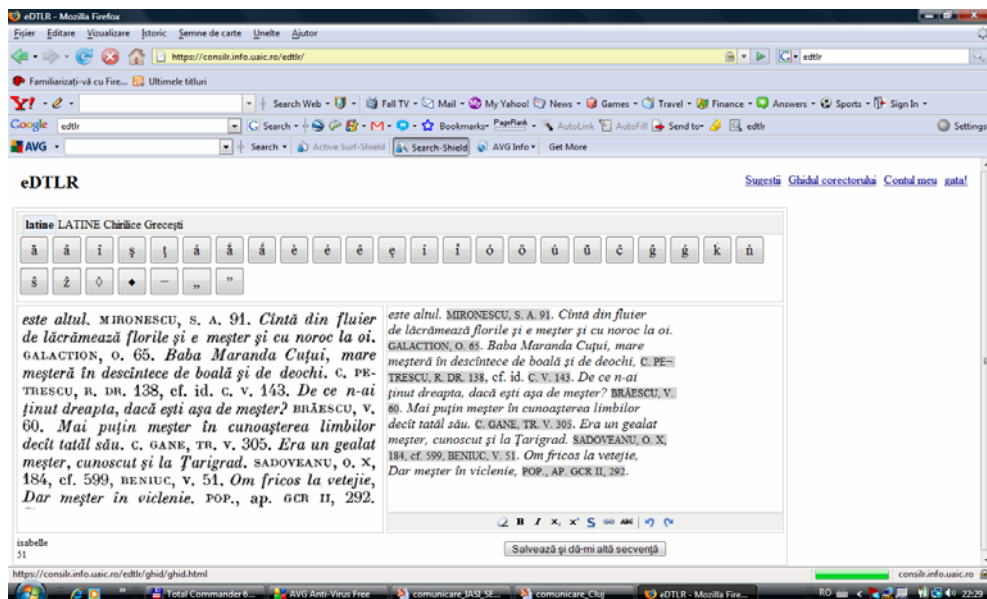 eDTLR - Mozilla Firefox
Fișier Editare Vizualizare Istoric Semne de carte Unelte Ajutor
https://consilr.info.uaic.ro/edtlr/ edtlr
Familiarizați-vă cu Fire... Ultimele titluri
Y! Search Web Fall TV Mail My Yahoo! News Games Travel Finance Answers Sports Sign In
Google edtlr Search Bookmarks PageRank AutoLink AutoFill Send to edtlr Settings
AVG Search Active Surf-Shield Search-Shield AVG Info Get More
eDTLR
Sugestii Ghidul corectorului Contul meu gata!
latine LATINE Chirilice Grecești
este altul. MIRONESCU, S. A. 91. Cîntă din fluier
de lăcrămează florile și e meșter și cu noroc la oi.
GALACTION, O. 65. Baba Maranda Cuțui, mare
meșteră în descîntece de boală și de deochi. C. PE-
TRESCU, R. DR. 138, cf. id. C. V. 143. De ce n-ai
ținut dreapta, dacă ești așa de meșter? BRĂESCU, V.
60. Mai puțin meșter în cunoașterea limbilor
decît tatăl său. C. GANE, TR. V. 305. Era un gealat
meșter, cunoscut și la Țarigrad. SADOVEANU, O. X,
184, cf. 599, BENIUC, V. 51. Om fricos la vetejie,
Dar meșter în viclenie. POP., ap. GCR II, 292.
este altul. MIRONESCU, S. A. 91. Cîntă din fluier
de lăcrămează florile și e meșter și cu noroc la oi.
GALACTION, O. 65. Baba Maranda Cuțui, mare
meșteră în descîntece de boală și de deochi, C. PE–
TRESCU, R. DR. 138, cf. id. C. V. 143. De ce n-ai
ținut dreapta, dacă ești așa de meșter? BRĂESCU, V.
60. Mai puțin meșter în cunoașterea limbilor
decît tatăl său. C. GANE, TR. V. 305. Era un gealat
meșter, cunoscut și la Țarigrad. SADOVEANU, O. X,
184, cf. 599, BENIUC, V. 51. Om fricos la vetejie,
Dar meșter în viclenie, POP., AP. GCR II, 292.
B I X, X' S ABC
isabelle
51
Salvează și dă-mi altă secvență
https://consilr.info.uaic.ro/edtlr/ghid/ghid.html consilr.info.uaic.ro
Total Commander 6... AVG Anti-Virus Free comunicare_IASI_SE... comunicare_Cluj eDTLR - Mozilla Fire... RO 22:29